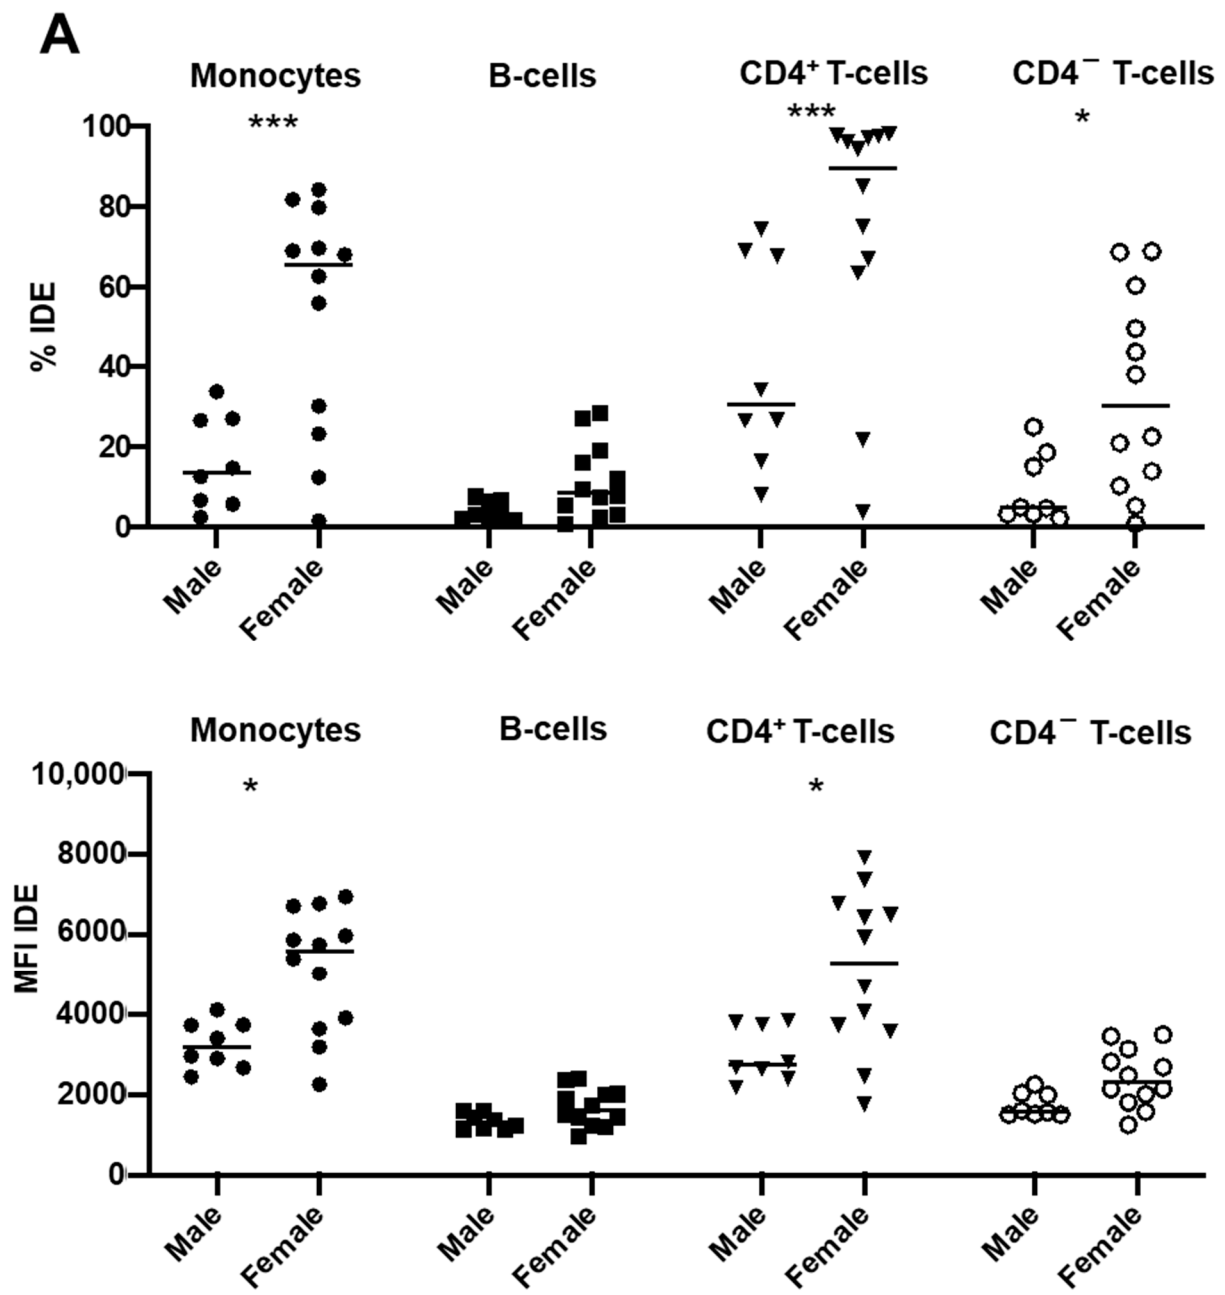 A
Monocytes B-cells CD4⁺ T-cells CD4⁻ T-cells
*** *** *
100
80
60
40
20
0
% IDE
Male Female Male Female Male Female Male Female
Monocytes B-cells CD4⁺ T-cells CD4⁻ T-cells
* *
10,000
8000
6000
4000
2000
0
MFI IDE
Male Female Male Female Male Female Male Female